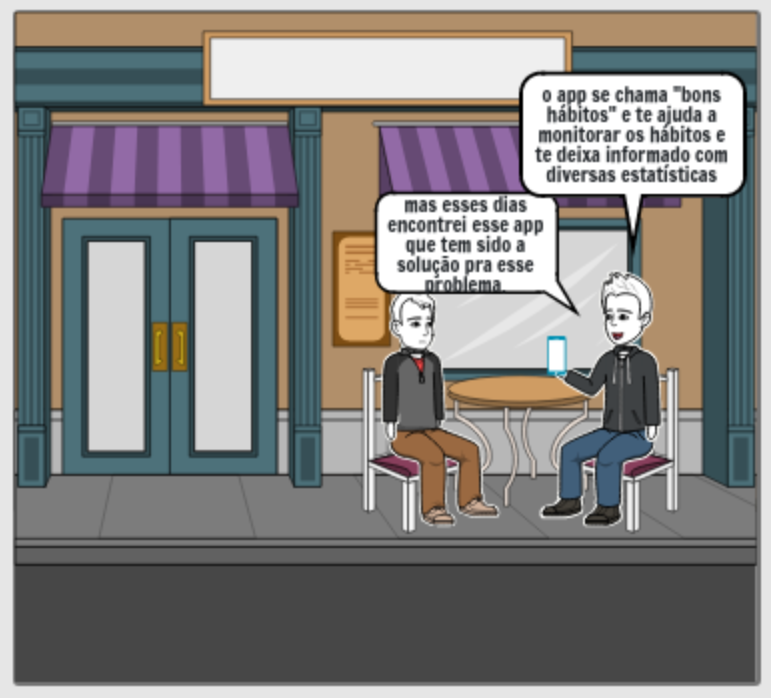 mas esses dias
encontrei esse app
que tem sido a
solução pra esse
problema.
o app se chama "bons
hábitos" e te ajuda a
monitorar os hábitos e
te deixa informado com
diversas estatísticas